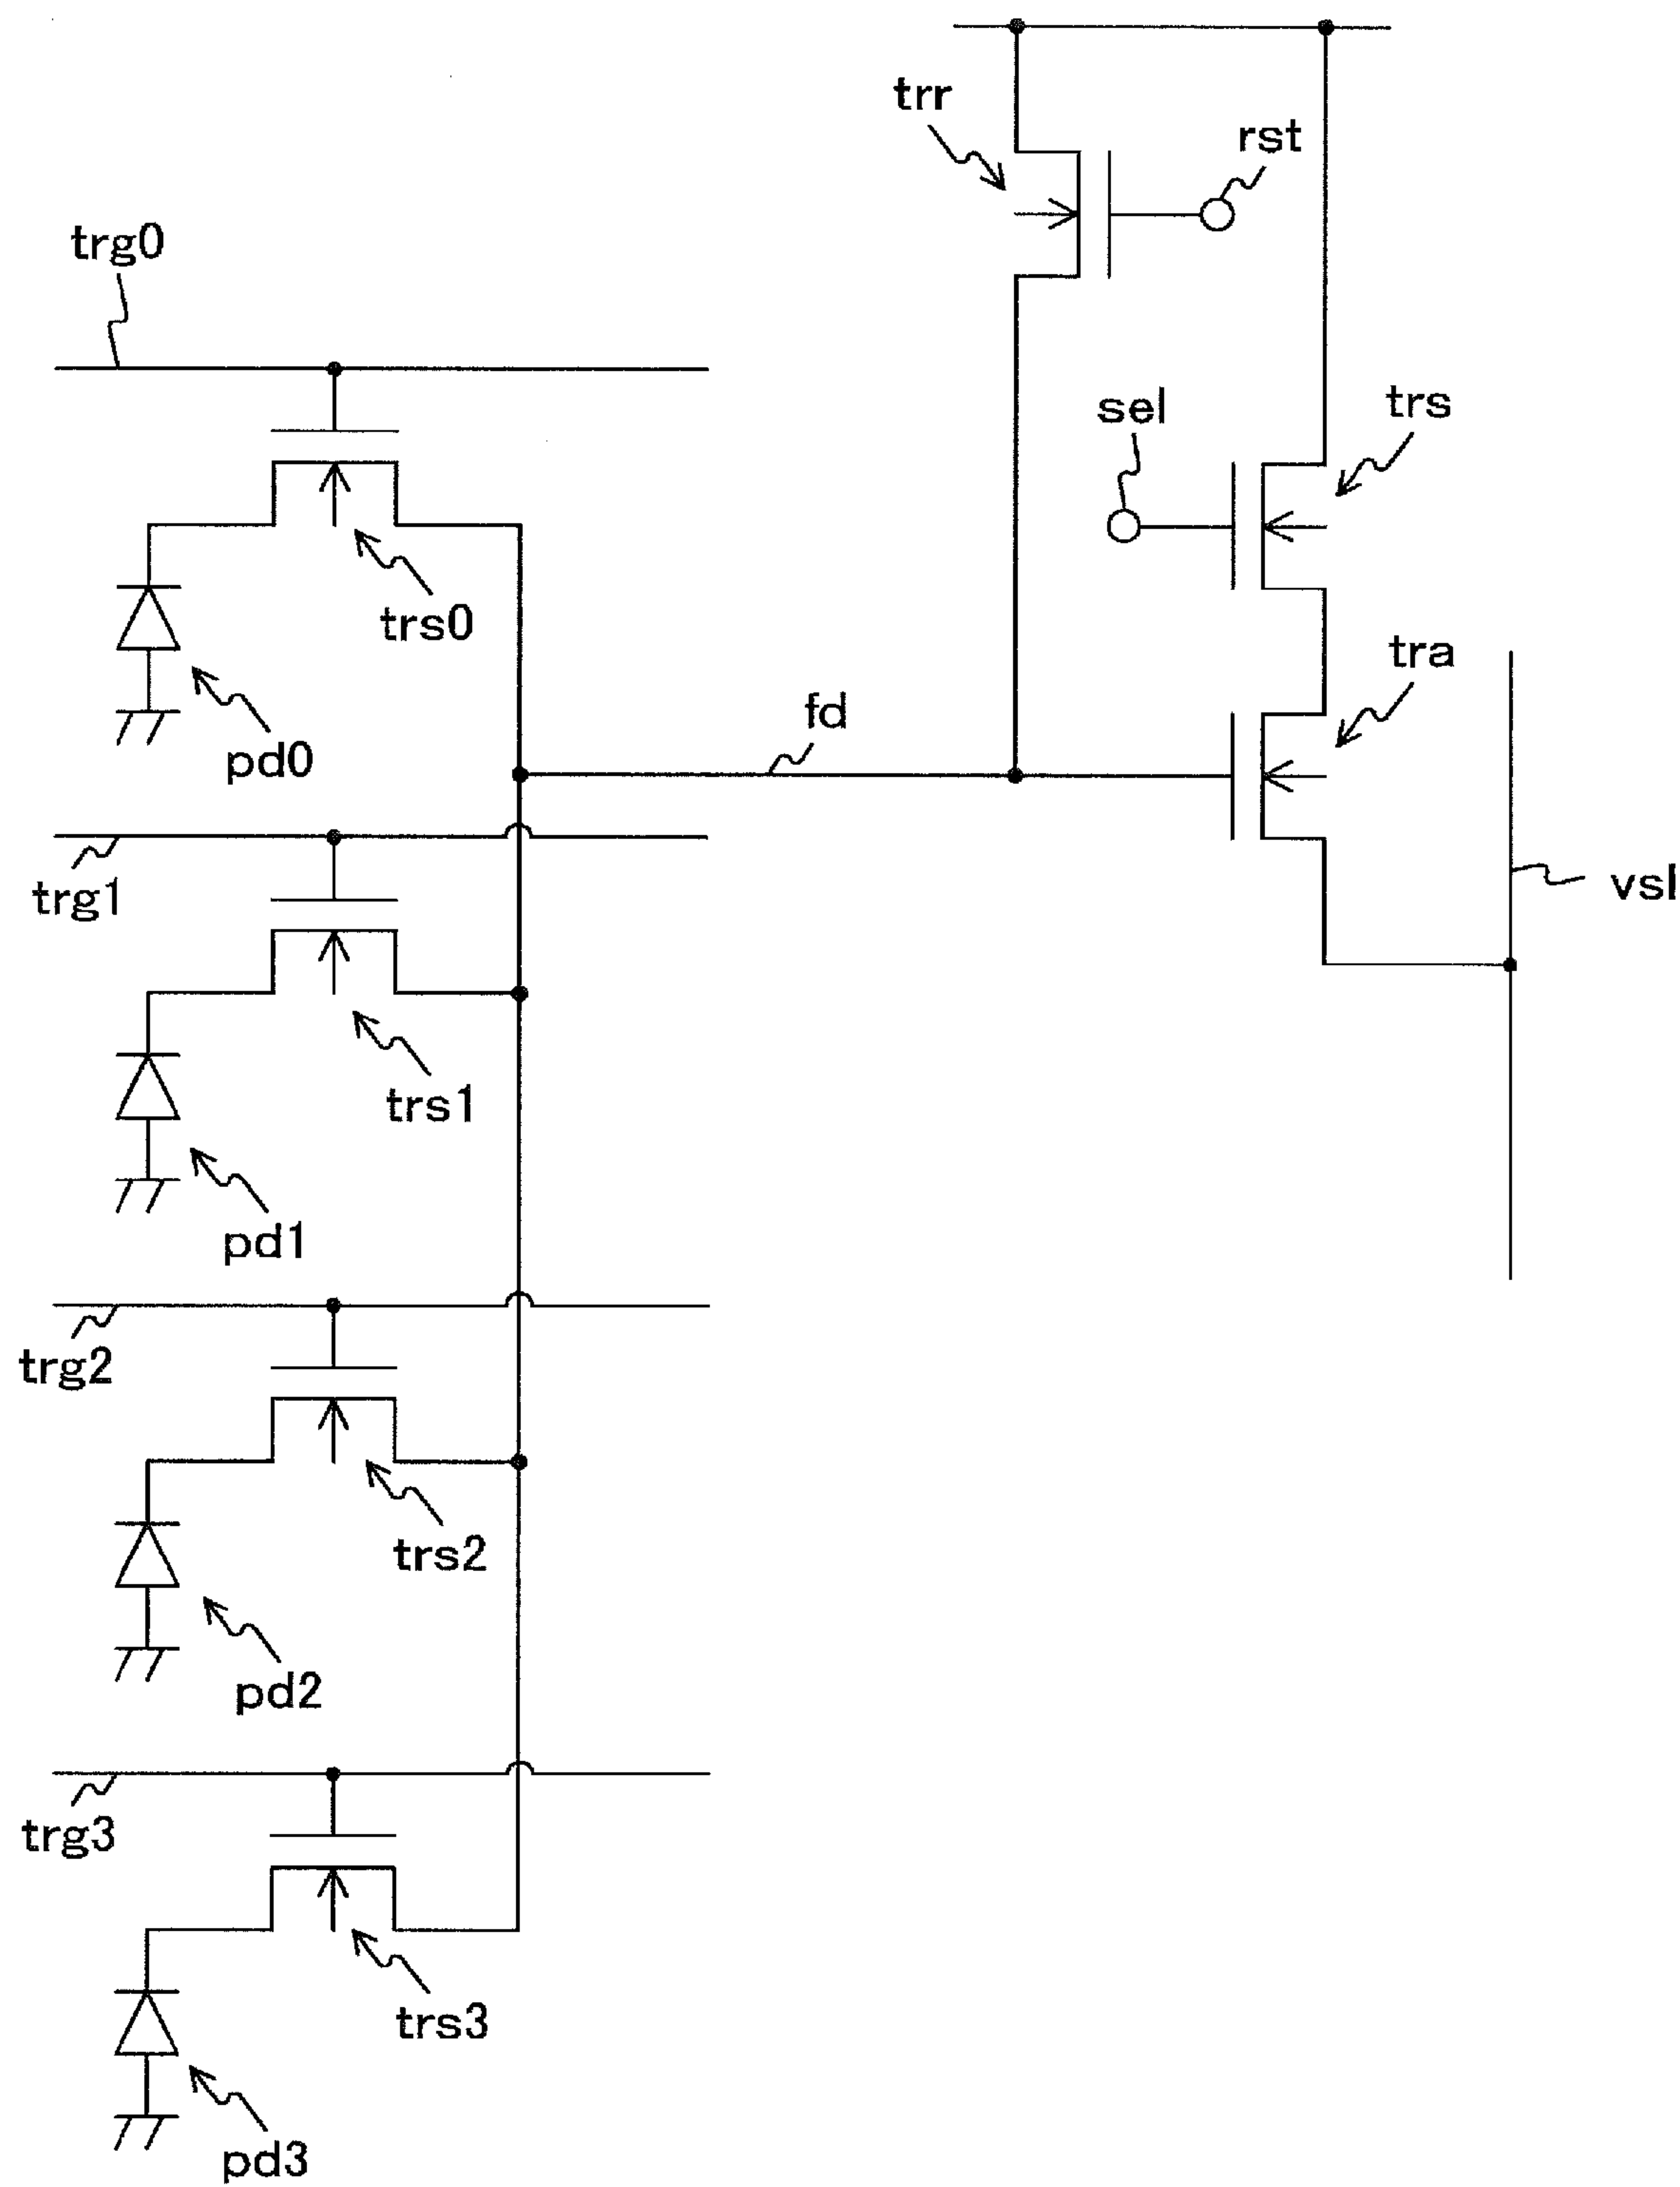 trr
rst
trg0
sel
trs
trs0
tra
fd
pd0
trg1
vsl
trs1
pd1
trg2
trs2
pd2
trg3
trs3
pd3